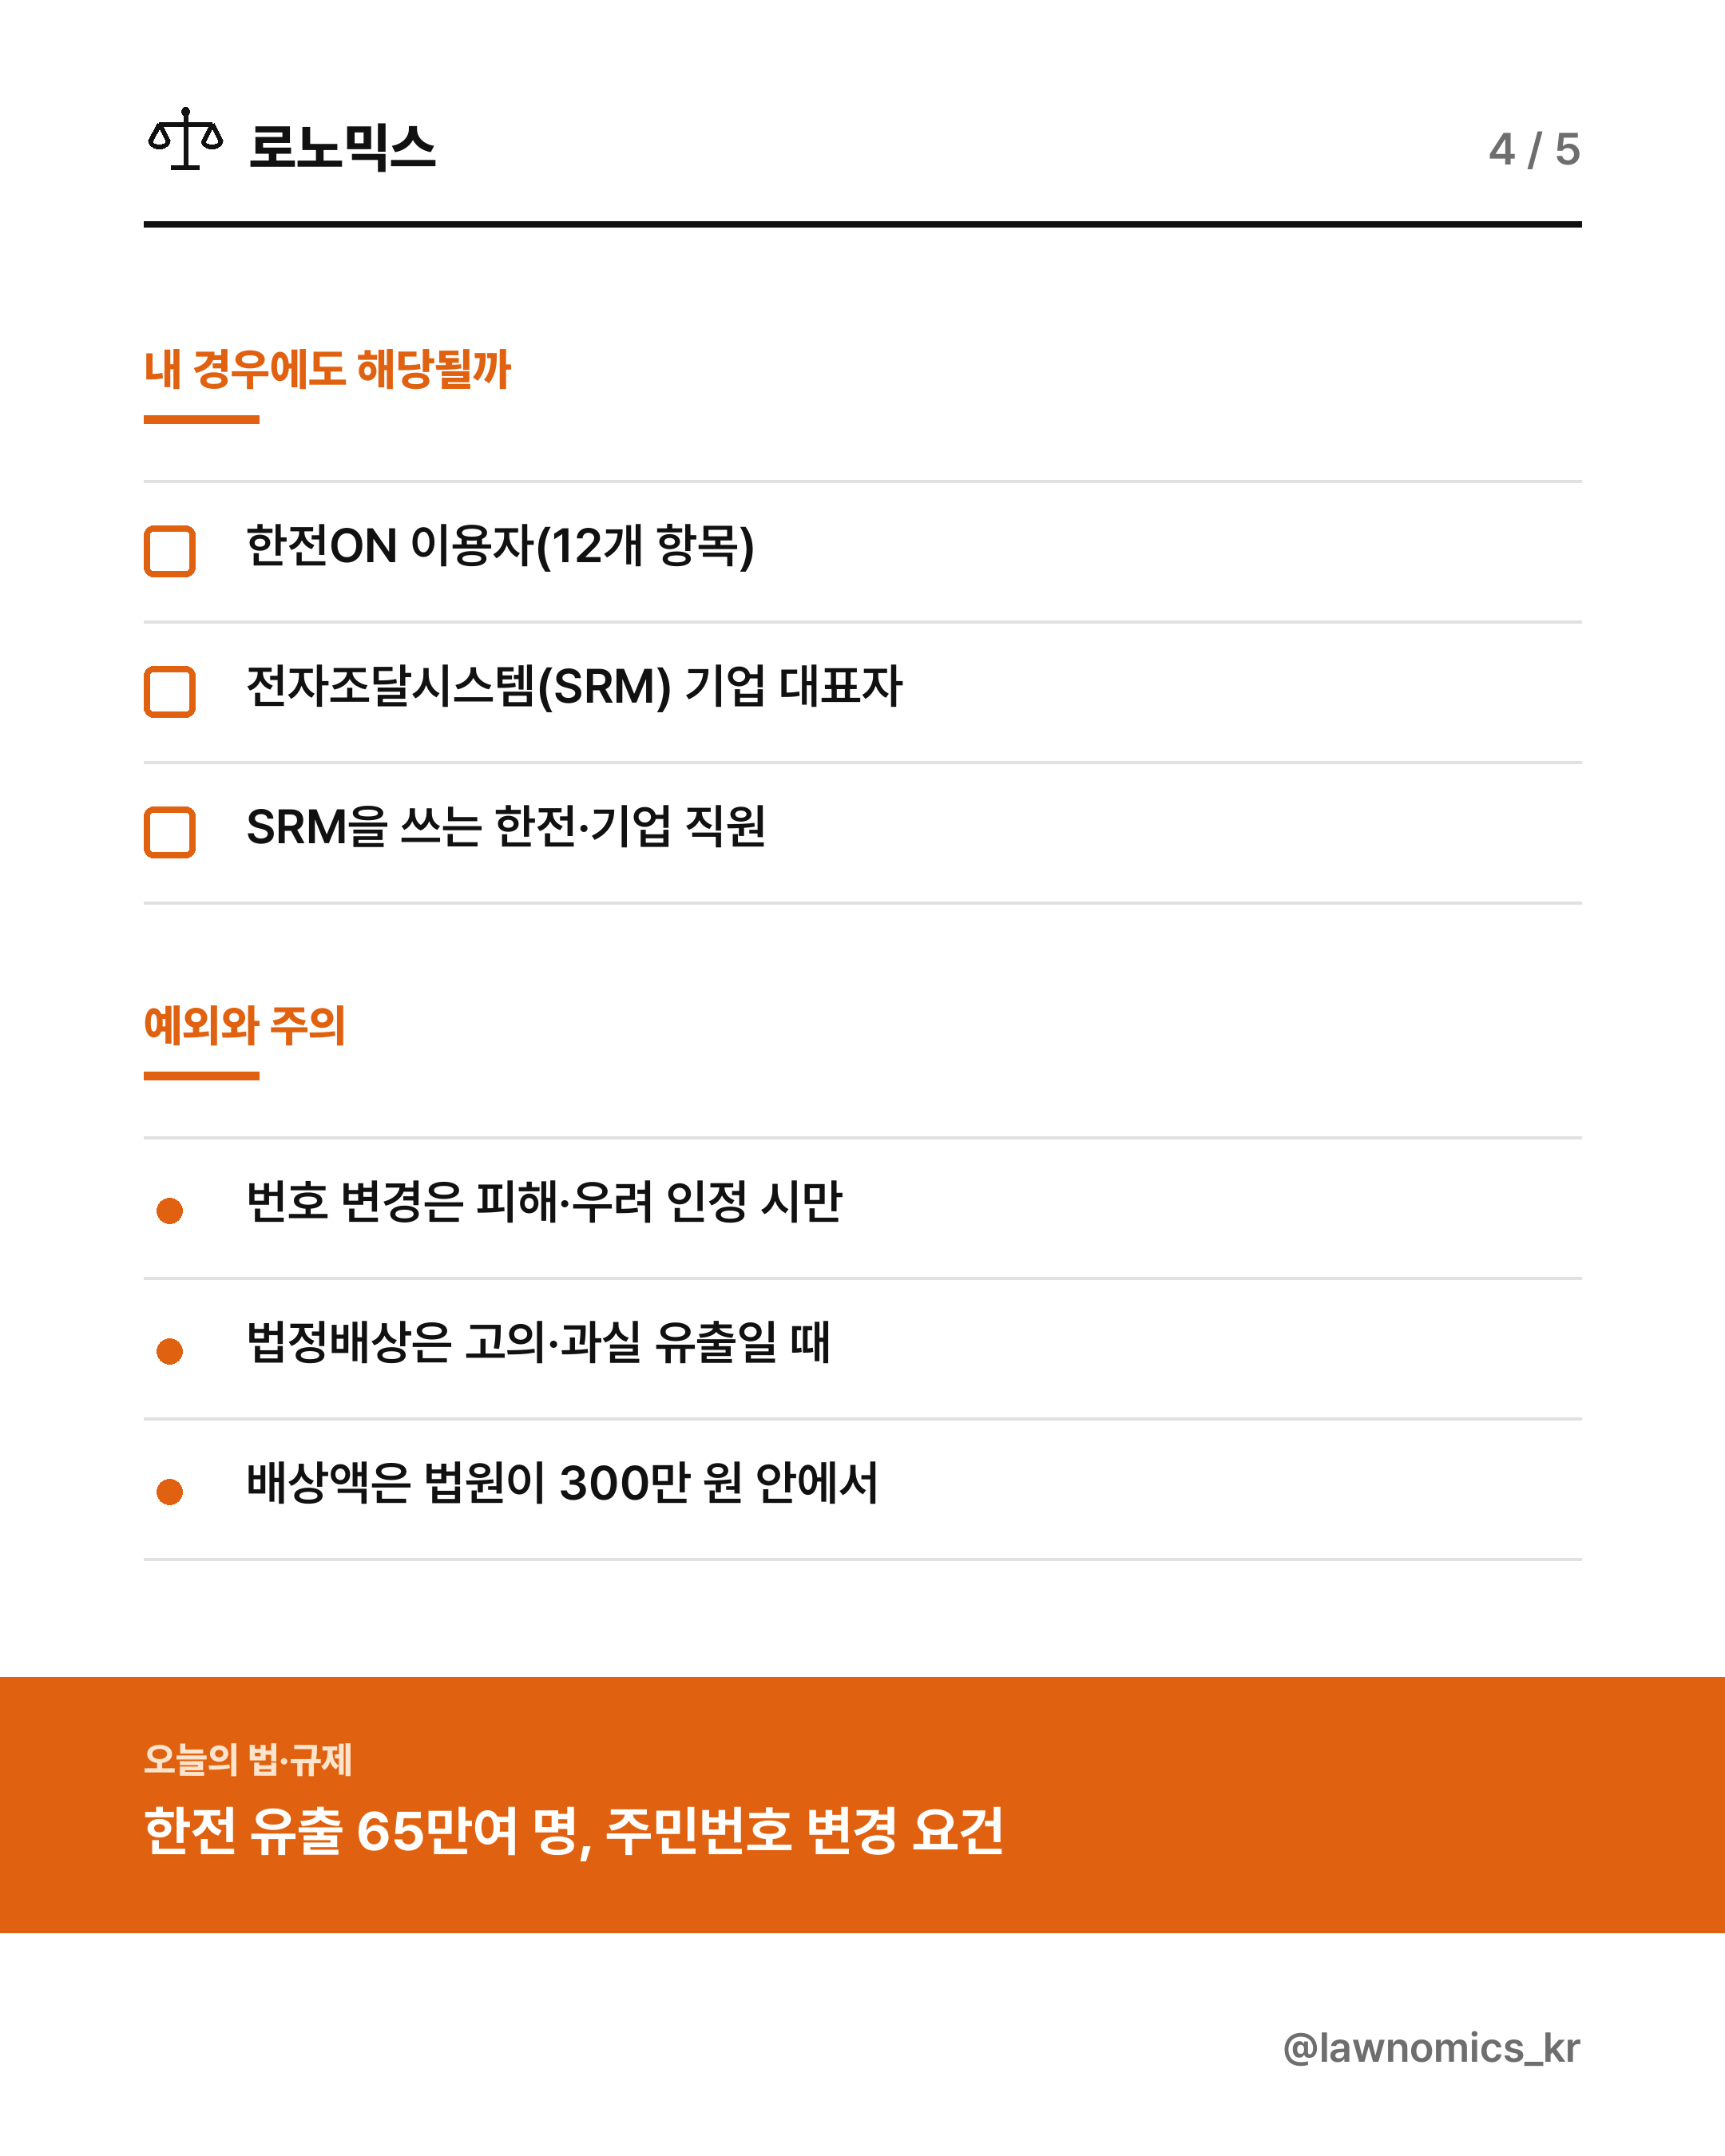 로노믹스
4 / 5
내 경우에도 해당될까
한전ON 이용자(12개 항목)
전자조달시스템(SRM) 기업 대표자
SRM을 쓰는 한전·기업 직원
예외와 주의
번호 변경은 피해·우려 인정 시만
법정배상은 고의·과실 유출일 때
배상액은 법원이 300만 원 안에서
오늘의 법·규제
한전 유출 65만여 명, 주민번호 변경 요건
@lawnomics_kr